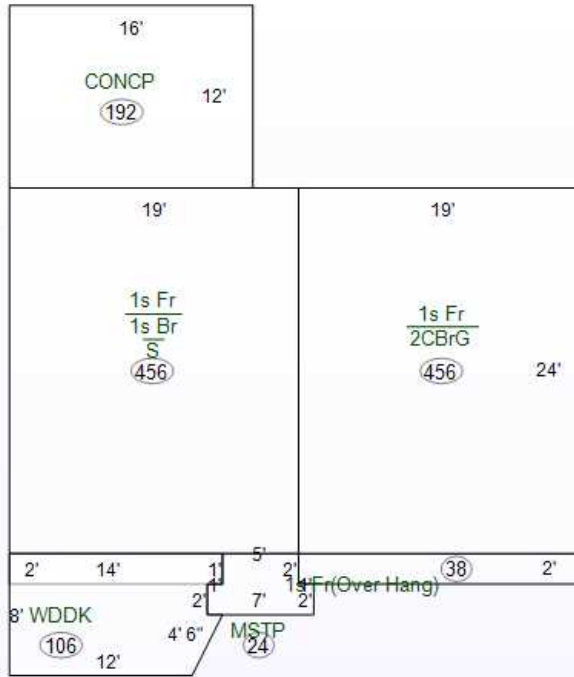 16'
CONCP
12'
192
19'
19'
1s Fr
1s Br
S
456
1s Fr
2CBrG
456
24'
5'
2'
14'
1'
2'
38
2'
1'
1s Fr(Over Hang)
1'
2'
7'
2'
8'
WDDK
4' 6"
MSTP
106
24
12'